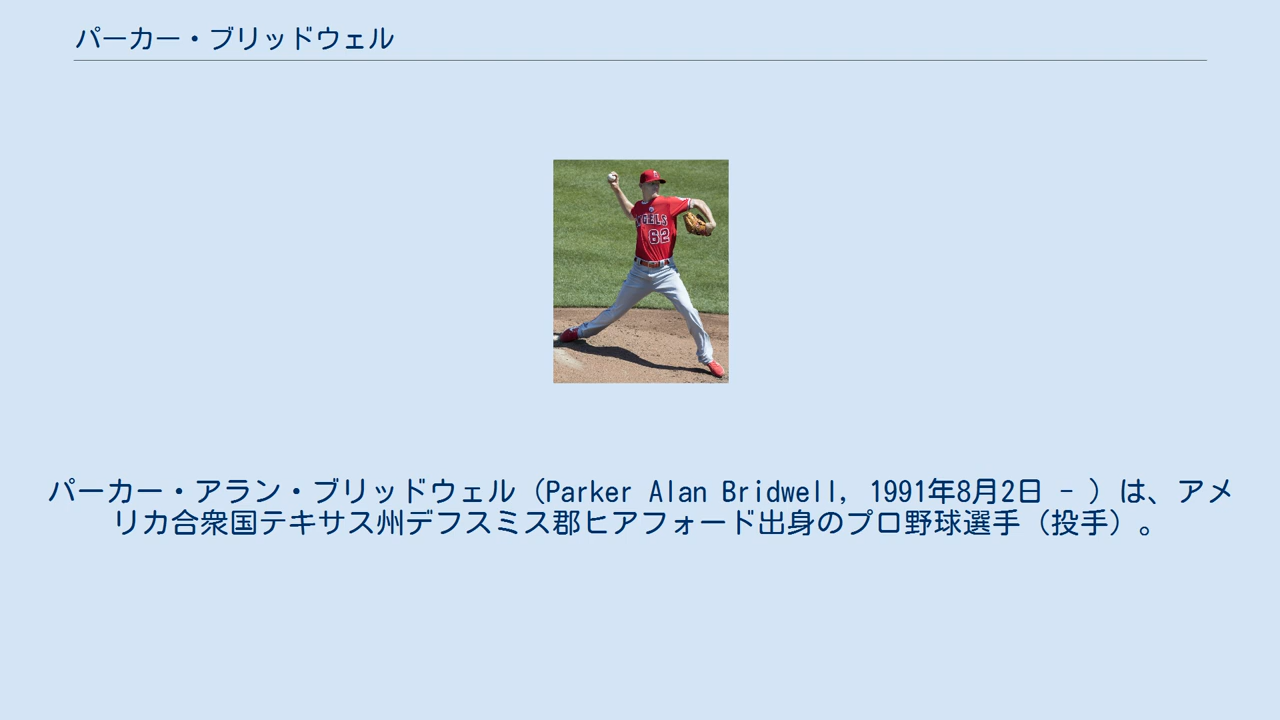 パーカー・ブリッドウェル
ANGELS
62
パーカー・アラン・ブリッドウェル（Parker Alan Bridwell, 1991年8月2日 - ）は、アメ
リカ合衆国テキサス州デフスミス郡ヒアフォード出身のプロ野球選手（投手）。